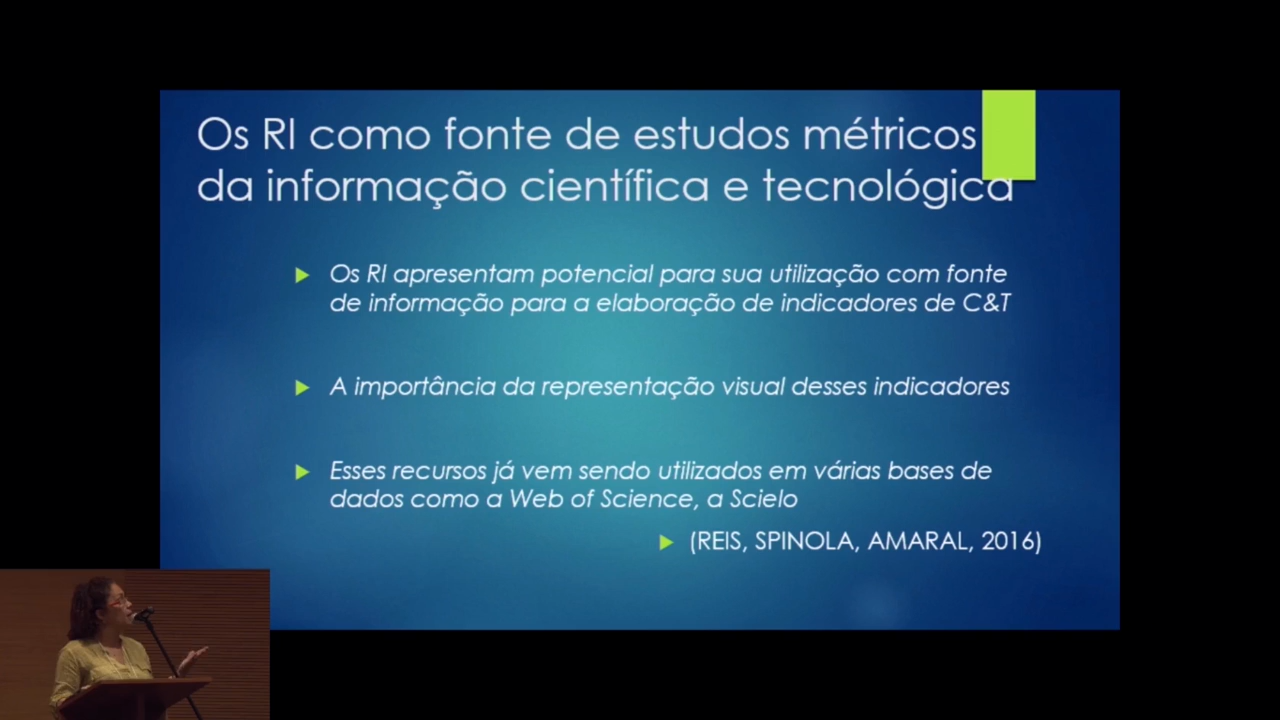 Os RI como fonte de estudos métricos
da informação científica e tecnológica
Os RI apresentam potencial para sua utilização com fonte
de informação para a elaboração de indicadores de C&T
A importância da representação visual desses indicadores
Esses recursos já vem sendo utilizados em várias bases de
dados como a Web of Science, a Scielo
(REIS, SPINOLA, AMARAL, 2016)